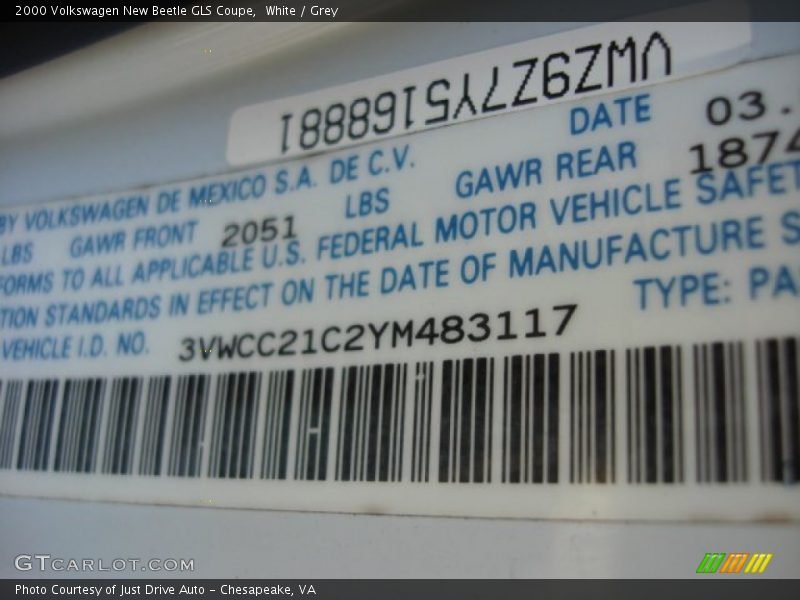 2000 Volkswagen New Beetle GLS Coupe, White / Grey
VWZ9Z7Y5168881
DATE 03.
BY VOLKSWAGEN DE MEXICO S.A. DE C.V.
LBS GAWR FRONT 2051 LBS GAWR REAR 1874
FORMS TO ALL APPLICABLE U.S. FEDERAL MOTOR VEHICLE SAFET
TION STANDARDS IN EFFECT ON THE DATE OF MANUFACTURE S
VEHICLE I.D. NO. 3VWCC21C2YM483117 TYPE: PA
GTCARLOT.COM
Photo Courtesy of Just Drive Auto - Chesapeake, VA